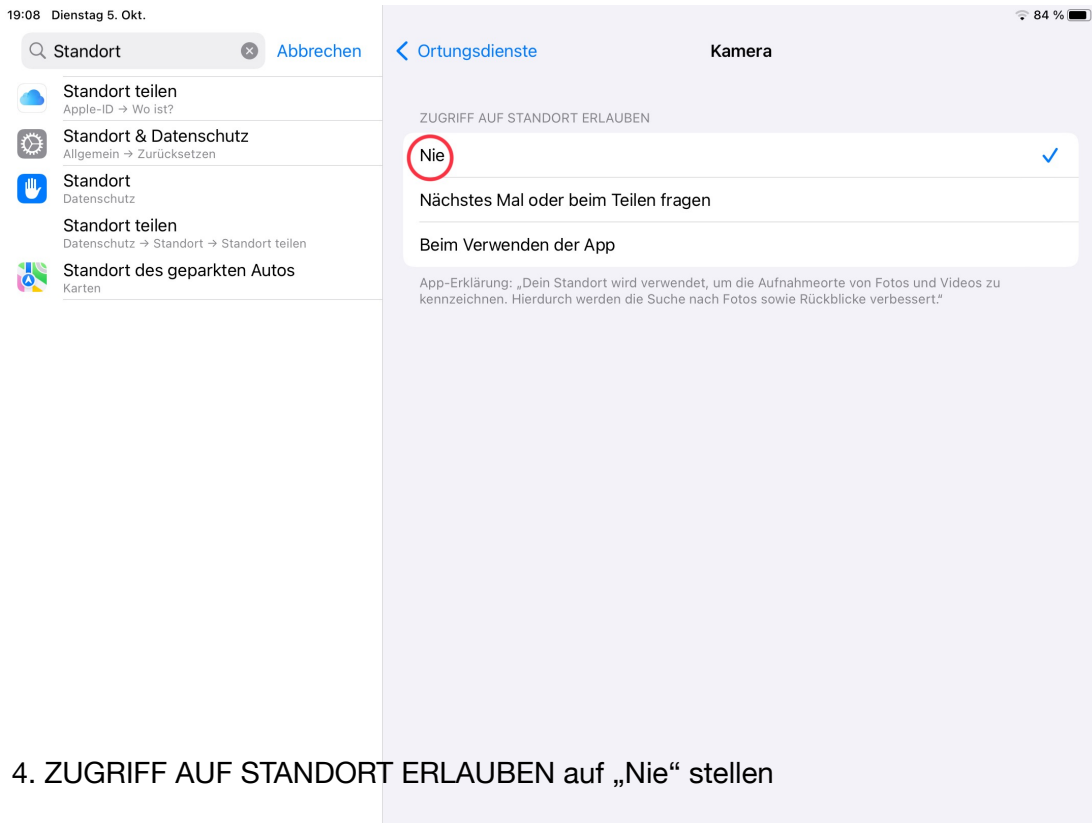 19:08 Dienstag 5. Okt.
84 %
Standort
Abbrechen
Standort teilen
Apple-ID → Wo ist?
Standort & Datenschutz
Allgemein → Zurücksetzen
Standort
Datenschutz
Standort teilen
Datenschutz → Standort → Standort teilen
Standort des geparkten Autos
Karten
Ortungsdienste
Kamera
ZUGRIFF AUF STANDORT ERLAUBEN
Nie
Nächstes Mal oder beim Teilen fragen
Beim Verwenden der App
App-Erklärung: „Dein Standort wird verwendet, um die Aufnahmeorte von Fotos und Videos zu
kennzeichnen. Hierdurch werden die Suche nach Fotos sowie Rückblicke verbessert.“
4. ZUGRIFF AUF STANDORT ERLAUBEN auf „Nie“ stellen